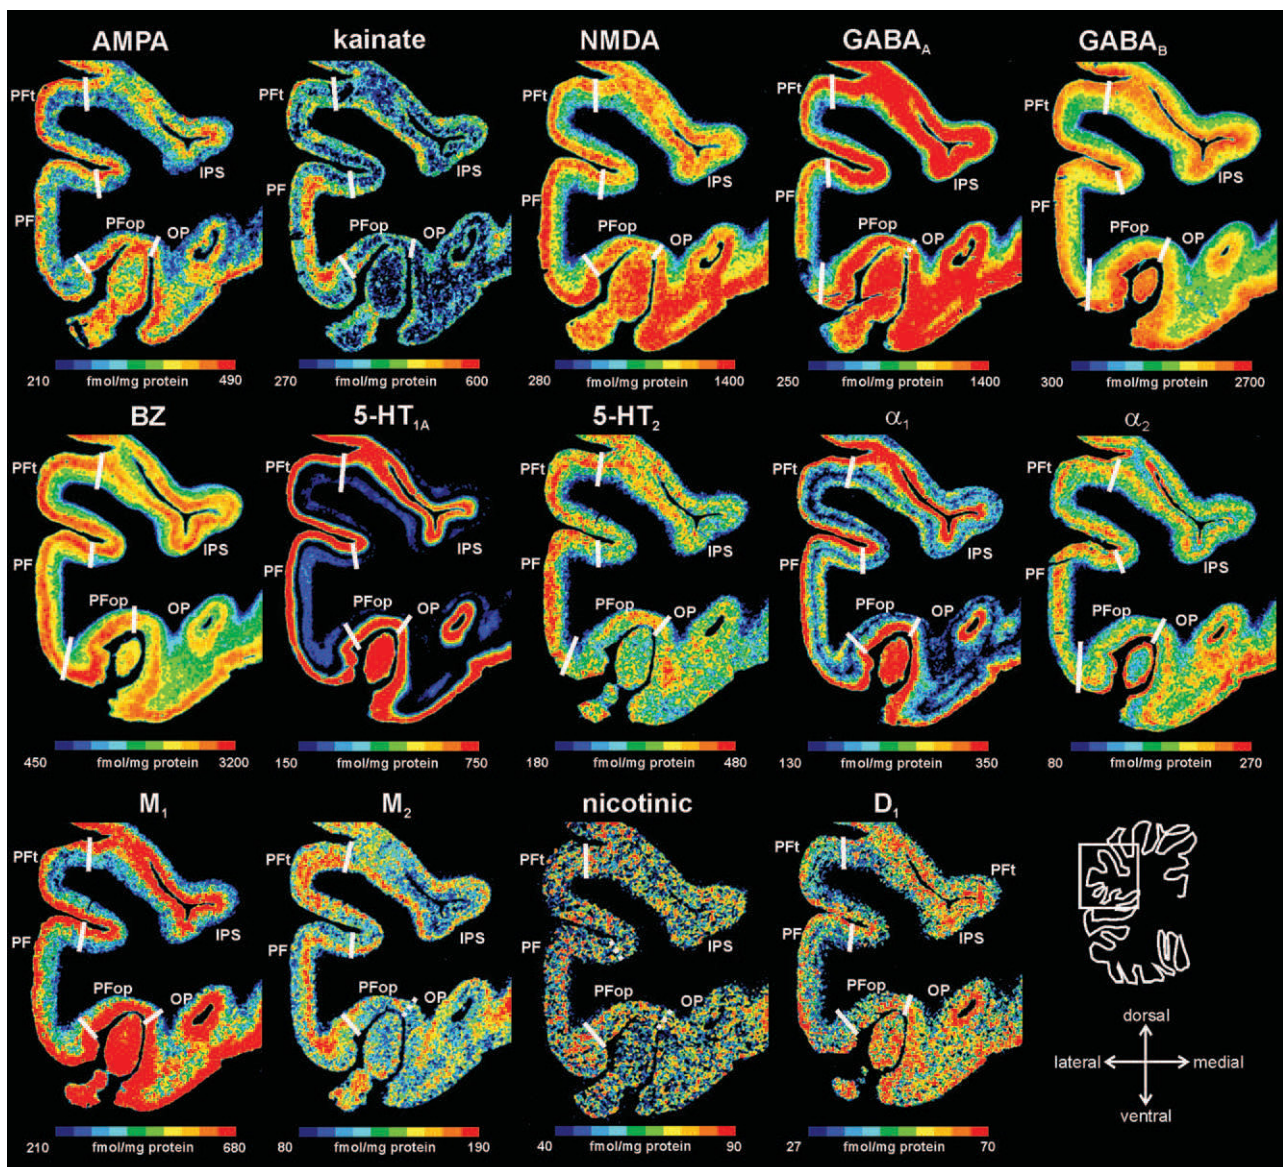 AMPA kainate NMDA GABAA GABAB
PFt PFt PFt PFt PFt
IPS IPS IPS IPS IPS
PF PF PF PF PF
PFop OP PFop OP PFop OP PFop OP PFop OP
210 fmol/mg protein 490 270 fmol/mg protein 600 280 fmol/mg protein 1400 250 fmol/mg protein 1400 300 fmol/mg protein 2700
BZ 5-HT1A 5-HT2 α1 α2
PFt PFt PFt PFt PFt
IPS IPS IPS IPS IPS
PF PF PF PF PF
PFop OP PFop OP PFop OP PFop OP PFop OP
450 fmol/mg protein 3200 150 fmol/mg protein 750 180 fmol/mg protein 480 130 fmol/mg protein 350 80 fmol/mg protein 270
M1 M2 nicotinic D1
PFt PFt PFt PFt PFt
IPS IPS IPS IPS
PF PF PF PF
PFop OP PFop OP PFop OP PFop OP
dorsal
lateral medial
ventral
210 fmol/mg protein 680 80 fmol/mg protein 190 40 fmol/mg protein 90 27 fmol/mg protein 70